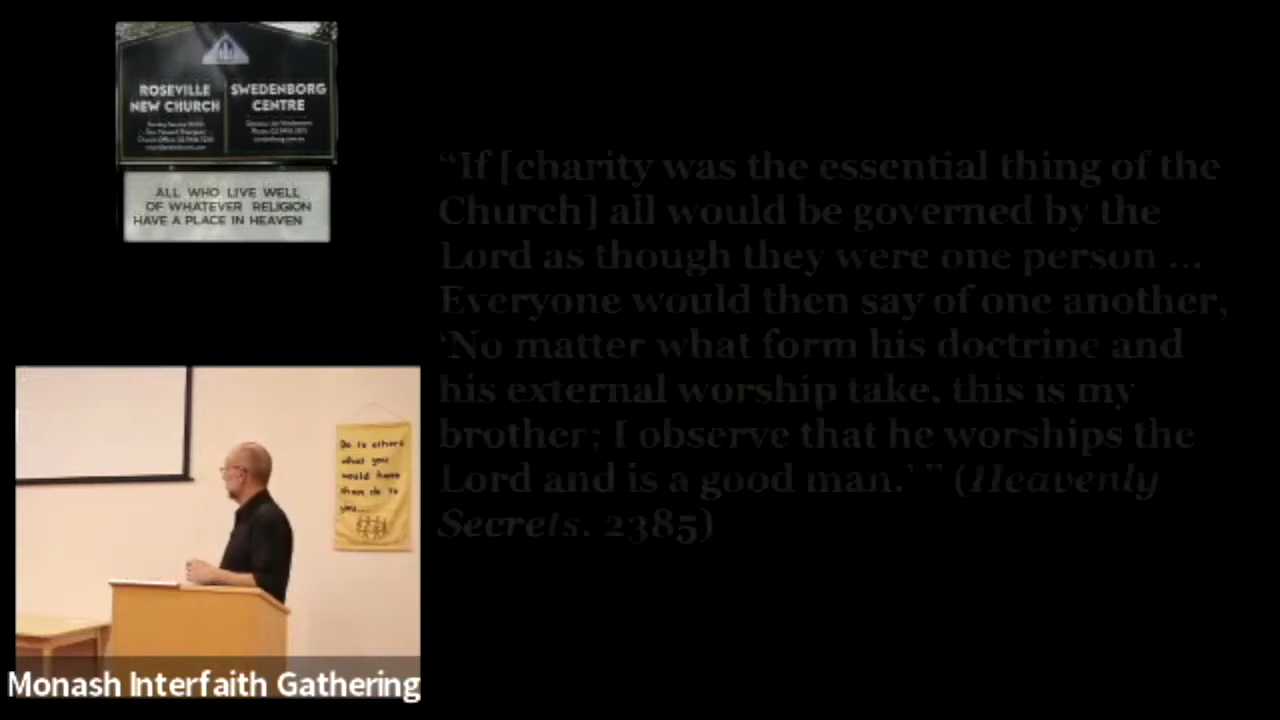 ROSEVILLE
NEW CHURCH
SWEDENBORG
CENTRE
ALL WHO LIVE WELL
OF WHATEVER RELIGION
HAVE A PLACE IN HEAVEN
“If [charity was the essential thing of the
Church] all would be governed by the
Lord as though they were one person ...
Everyone would then say of one another,
‘No matter what form his doctrine and
his external worship take, this is my
brother; I observe that he worships the
Lord and is a good man.’ ” (Heavenly
Secrets, 2385)
Do to others
what you
would have
them do to
you...
Monash Interfaith Gathering